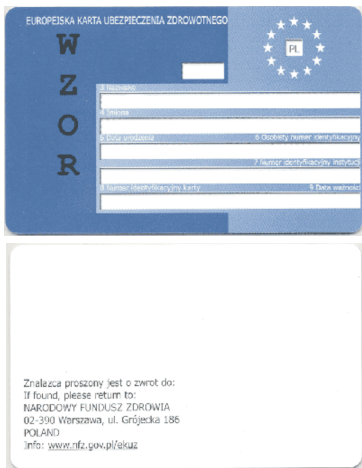 EUROPEJSKA KARTA UBEZPIECZENIA ZDROWOTNEGO
PL
WZOR
3 Nazwisko
4 Imiona
5 Data urodzenia 6 Osobisty numer identyfikacyjny
7 Numer identyfikacyjny instytucji
8 Numer identyfikacyjny karty 9 Data ważności
Znalazca proszony jest o zwrot do:
If found, please return to:
NARODOWY FUNDUSZ ZDROWIA
02-390 Warszawa, ul. Grójecka 186
POLAND
Info: www.nfz.gov.pl/ekuz